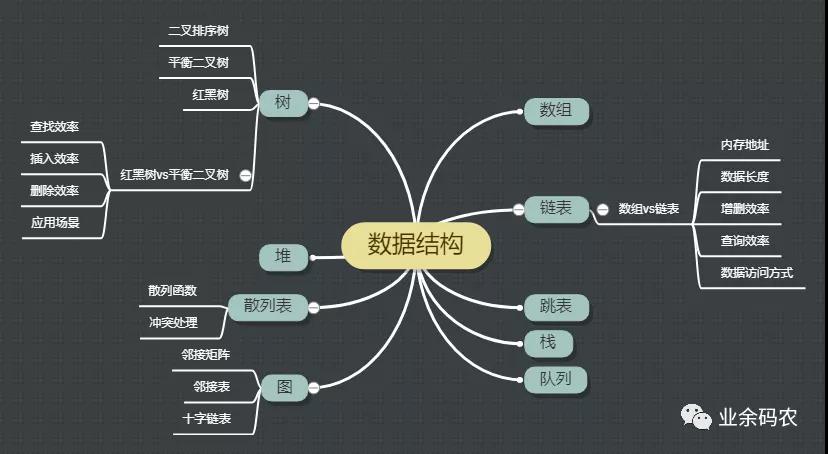 数据结构
数组
链表
数组vs链表
内存地址
数据长度
增删效率
查询效率
数据访问方式
跳表
栈
队列
树
二叉排序树
平衡二叉树
红黑树
红黑树vs平衡二叉树
查找效率
插入效率
删除效率
应用场景
堆
散列表
散列函数
冲突处理
图
邻接矩阵
邻接表
十字链表
业余码农